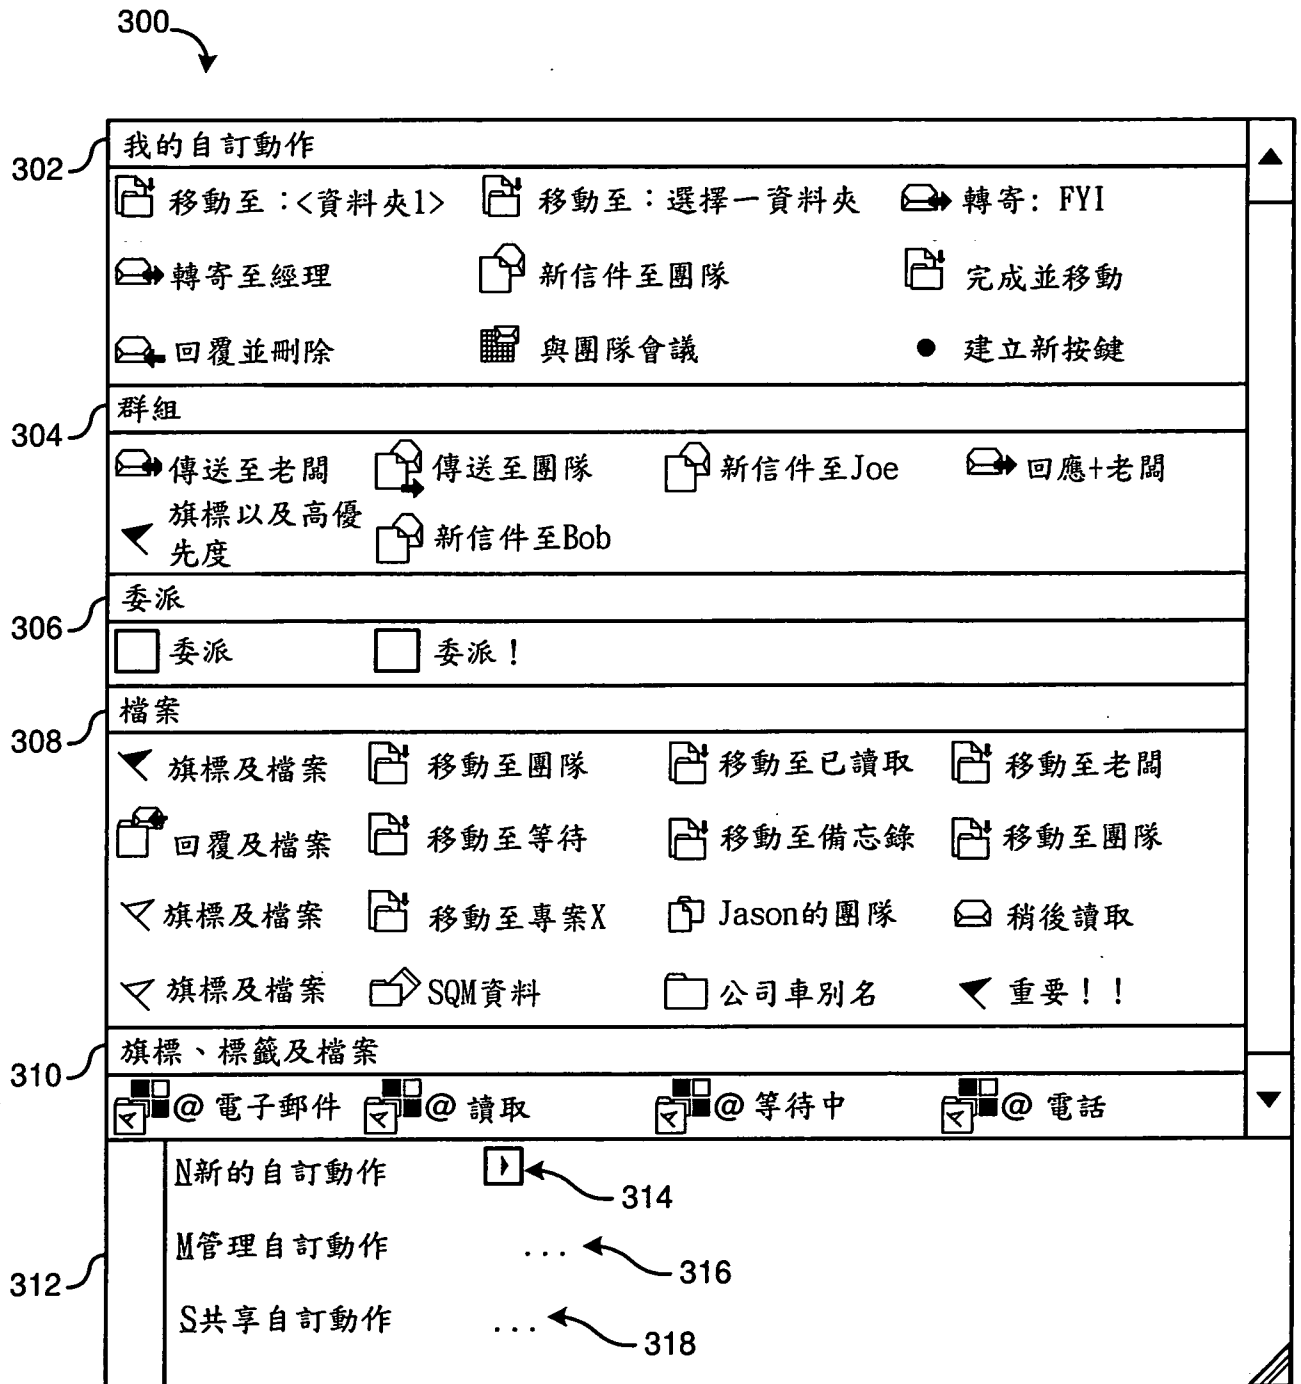 300
302
我的自訂動作
移動至：<資料夾1> 移動至：選擇一資料夾 轉寄: FYI
轉寄至經理 新信件至團隊 完成並移動
回覆並刪除 與團隊會議 建立新按鍵
304
群組
傳送至老闆 傳送至團隊 新信件至Joe 回應+老闆
旗標以及高優
先度 新信件至Bob
306
委派
委派 委派！
308
檔案
旗標及檔案 移動至團隊 移動至已讀取 移動至老闆
回覆及檔案 移動至等待 移動至備忘錄 移動至團隊
旗標及檔案 移動至專案X Jason的團隊 稍後讀取
旗標及檔案 SQM資料 公司車別名 重要！！
310
旗標、標籤及檔案
@ 電子郵件 @ 讀取 @ 等待中 @ 電話
312
N新的自訂動作 314
M管理自訂動作 ... 316
S共享自訂動作 ... 318